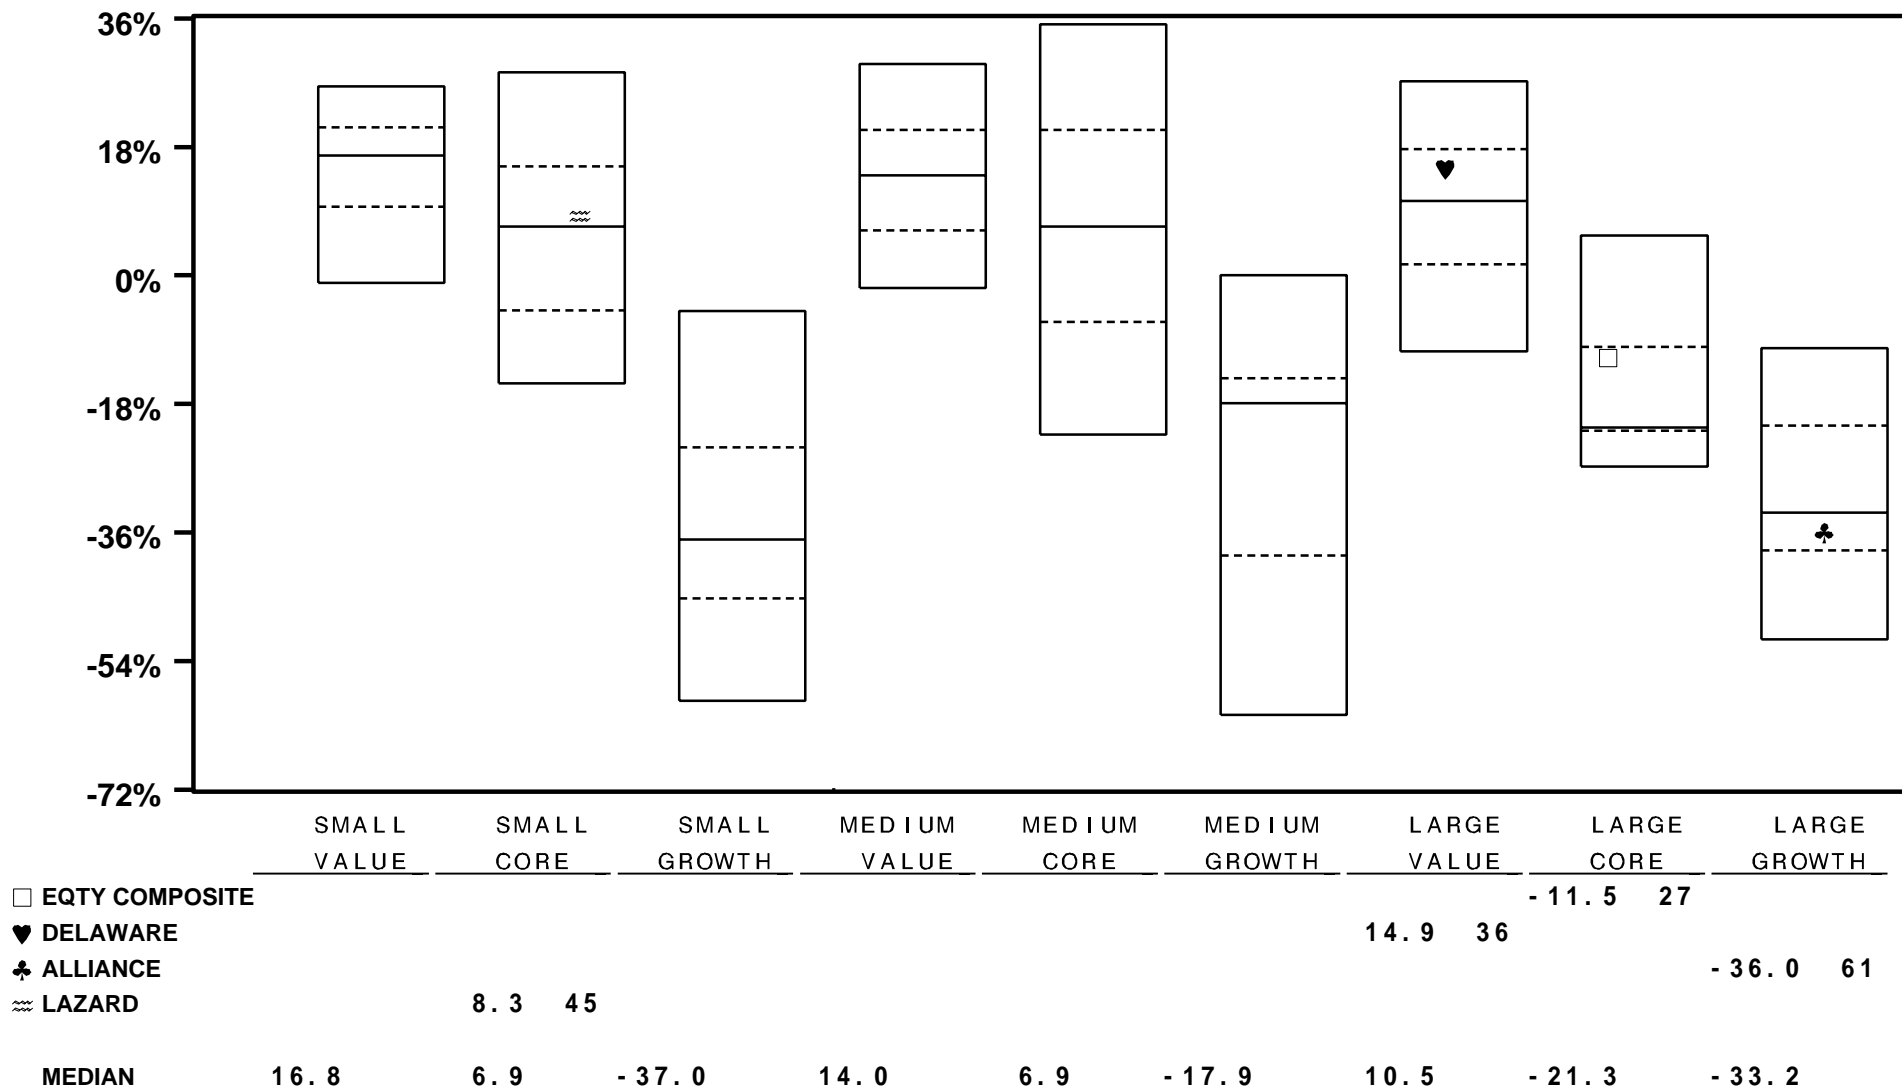 36%
18%
0%
-18%
-36%
-54%
-72%
SMALL SMALL SMALL MEDIUM MEDIUM MEDIUM LARGE LARGE LARGE
VALUE CORE GROWTH VALUE CORE GROWTH VALUE CORE GROWTH
□ EQTY COMPOSITE -11.5 27
♥ DELAWARE 14.9 36
♣ ALLIANCE -36.0 61
LAZARD 8.3 45
MEDIAN 16.8 6.9 -37.0 14.0 6.9 -17.9 10.5 -21.3 -33.2